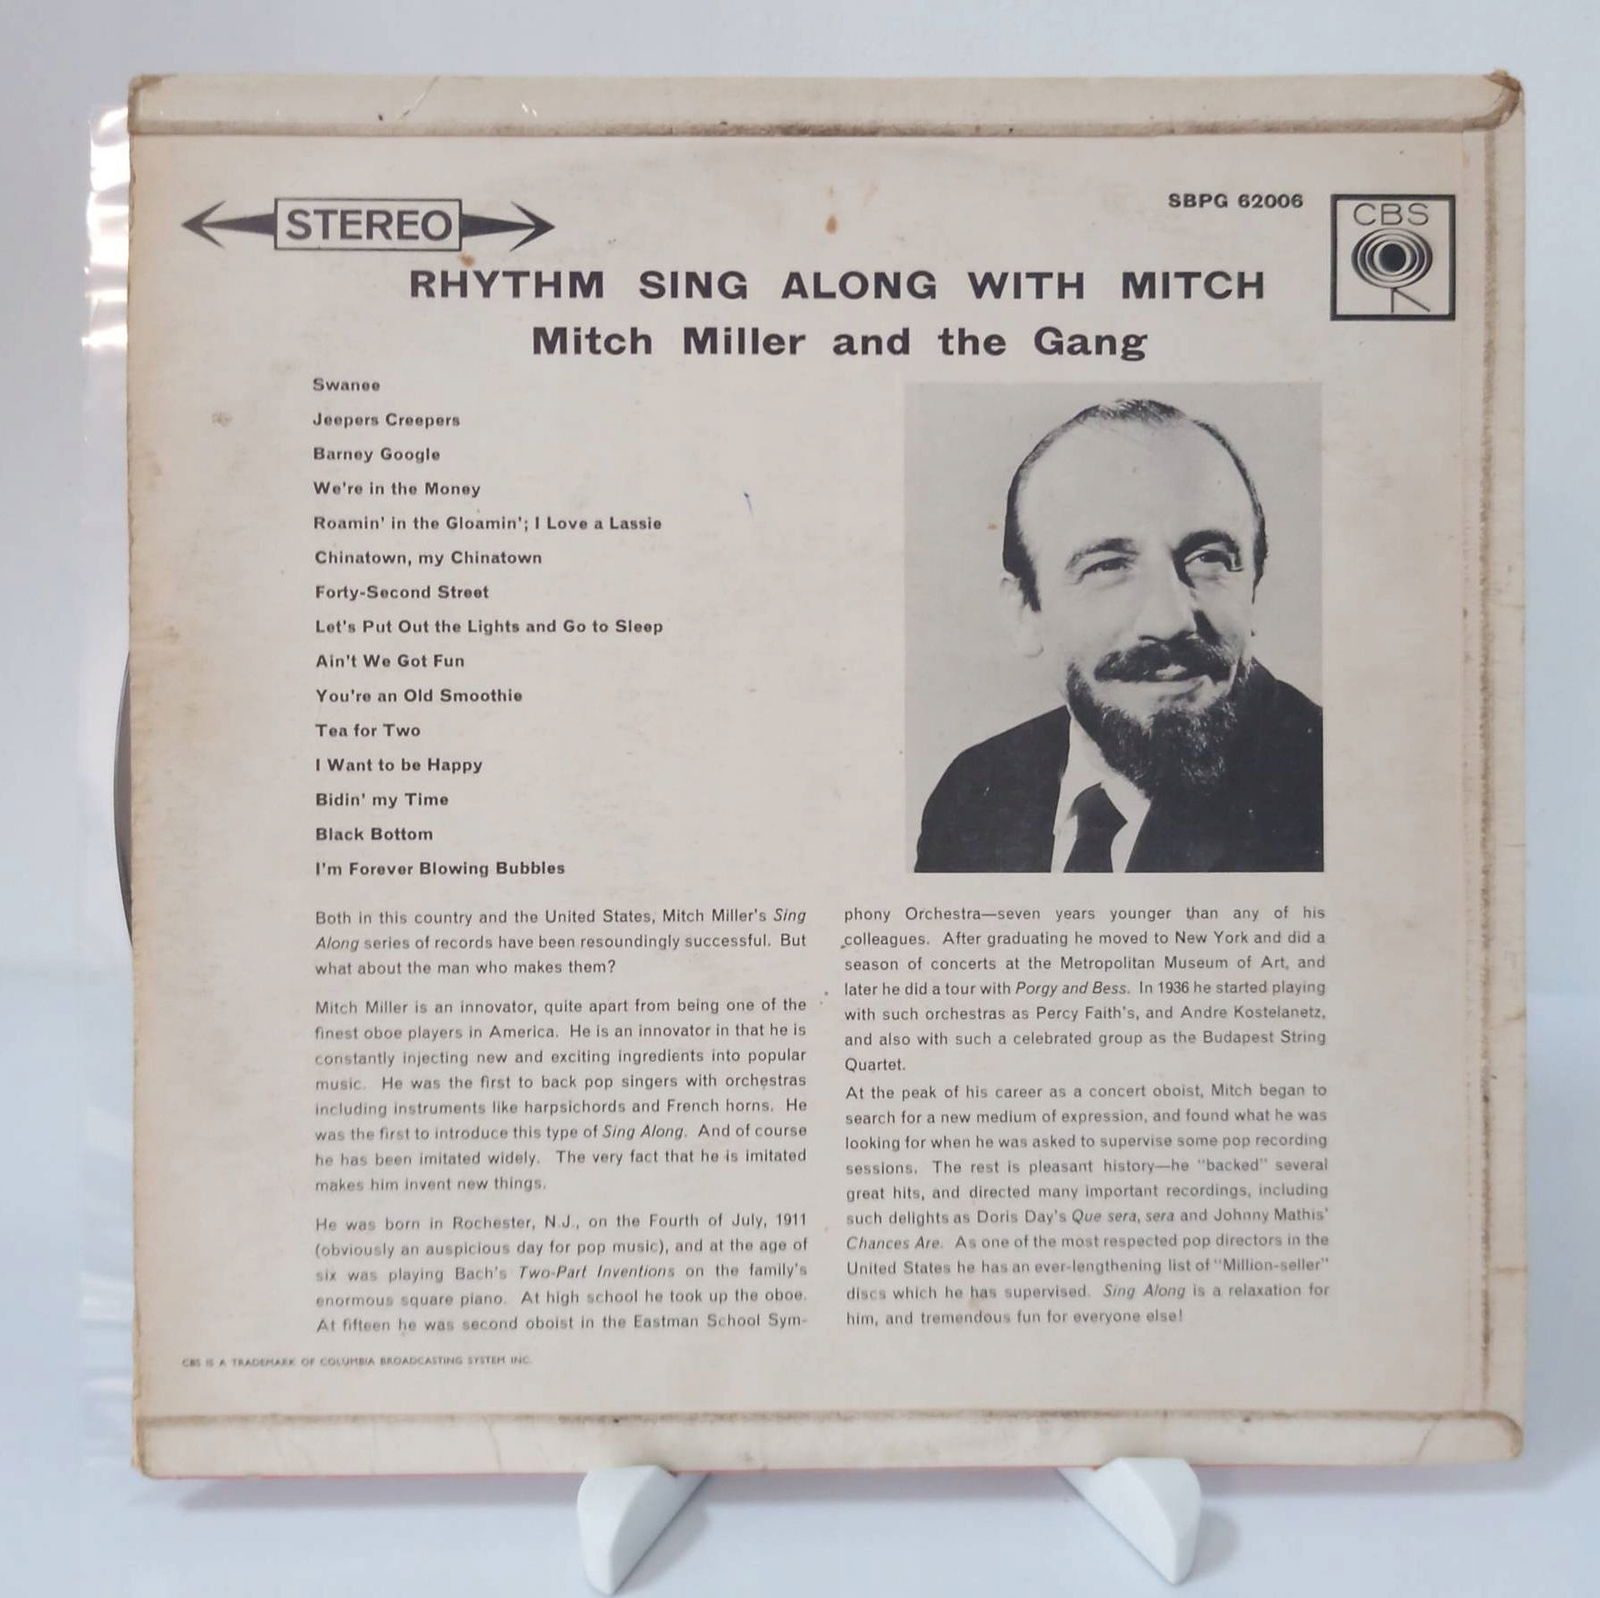 STEREO
SBPG 62006
CBS
RHYTHM SING ALONG WITH MITCH
Mitch Miller and the Gang
Swanee
Jeepers Creepers
Barney Google
We're in the Money
Roamin' in the Gloamin'; I Love a Lassie
Chinatown, my Chinatown
Forty-Second Street
Let's Put Out the Lights and Go to Sleep
Ain't We Got Fun
You're an Old Smoothie
Tea for Two
I Want to be Happy
Bidin' my Time
Black Bottom
I'm Forever Blowing Bubbles
Both in this country and the United States, Mitch Miller's Sing
Along series of records have been resoundingly successful. But
what about the man who makes them?
Mitch Miller is an innovator, quite apart from being one of the
finest oboe players in America. He is an innovator in that he is
constantly injecting new and exciting ingredients into popular
music. He was the first to back pop singers with orchestras
including instruments like harpsichords and French horns. He
was the first to introduce this type of Sing Along. And of course
he has been imitated widely. The very fact that he is imitated
makes him invent new things.
He was born in Rochester, N.J., on the Fourth of July, 1911
(obviously an auspicious day for pop music), and at the age of
six was playing Bach's Two-Part Inventions on the family's
enormous square piano. At high school he took up the oboe.
At fifteen he was second oboist in the Eastman School Sym-
phony Orchestra—seven years younger than any of his
colleagues. After graduating he moved to New York and did a
season of concerts at the Metropolitan Museum of Art, and
later he did a tour with Porgy and Bess. In 1936 he started playing
with such orchestras as Percy Faith's, and Andre Kostelanetz,
and also with such a celebrated group as the Budapest String
Quartet.
At the peak of his career as a concert oboist, Mitch began to
search for a new medium of expression, and found what he was
looking for when he was asked to supervise some pop recording
sessions. The rest is pleasant history—he "backed" several
great hits, and directed many important recordings, including
such delights as Doris Day's Que sera, sera and Johnny Mathis'
Chances Are. As one of the most respected pop directors in the
United States he has an ever-lengthening list of "Million-seller"
discs which he has supervised. Sing Along is a relaxation for
him, and tremendous fun for everyone else!
CBS IS A TRADEMARK OF COLUMBIA BROADCASTING SYSTEM INC.